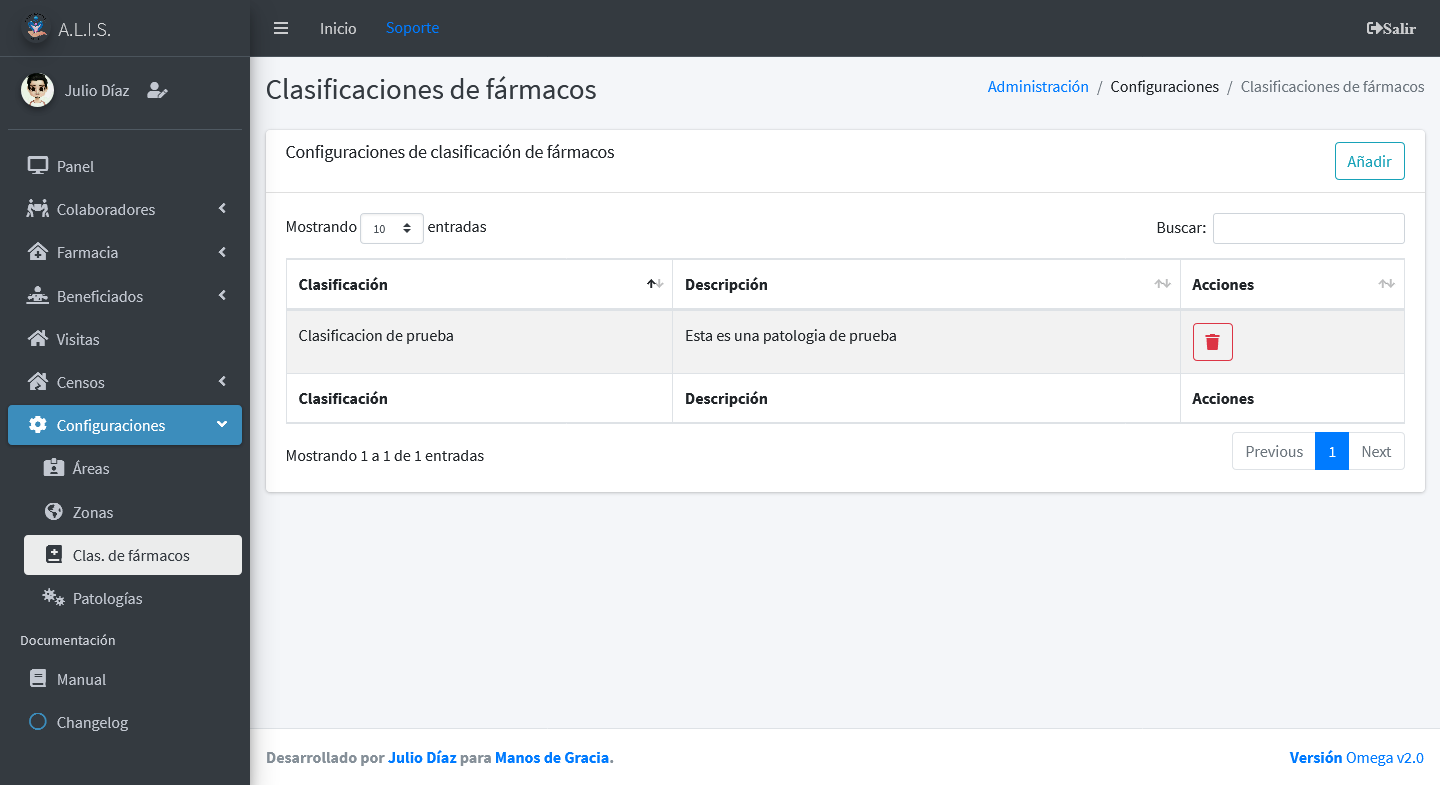 A.L.I.S.
Inicio Soporte Salir
Julio Díaz
Panel
Colaboradores
Farmacia
Beneficiados
Visitas
Censos
Configuraciones
Áreas
Zonas
Clas. de fármacos
Patologías
Documentación
Manual
Changelog
Clasificaciones de fármacos
Administración / Configuraciones / Clasificaciones de fármacos
Configuraciones de clasificación de fármacos
Añadir
Mostrando 10 entradas
Buscar:
Clasificación Descripción Acciones
Clasificacion de prueba Esta es una patologia de prueba
Clasificación Descripción Acciones
Mostrando 1 a 1 de 1 entradas
Previous 1 Next
Desarrollado por Julio Díaz para Manos de Gracia.
Versión Omega v2.0